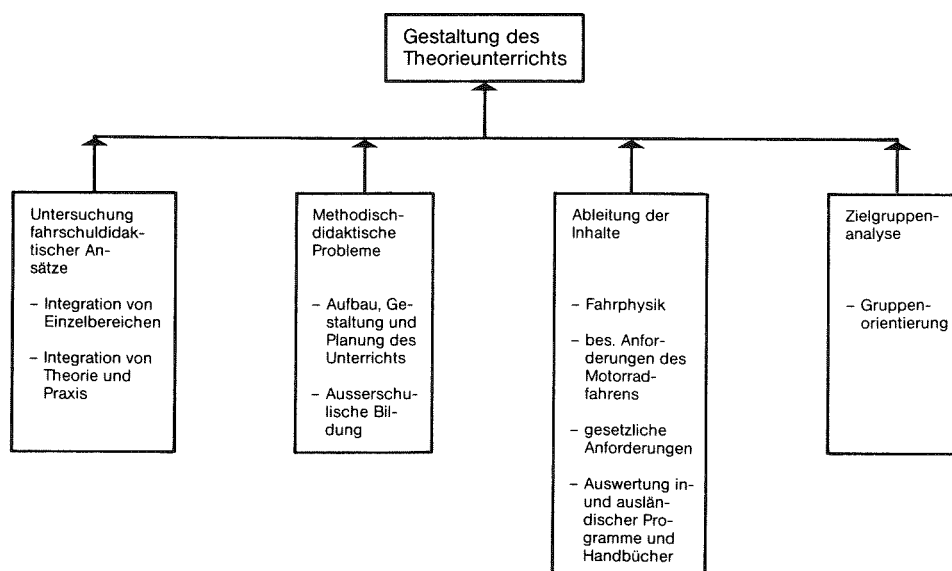 Gestaltung des
Theorieunterrichts
Untersuchung
fahrschuldidak-
tischer An-
sätze
– Integration von
Einzelbereichen
– Integration von
Theorie und
Praxis
Methodisch-
didaktische
Probleme
– Aufbau, Ge-
staltung und
Planung des
Unterrichts
– Ausserschu-
lische Bil-
dung
Ableitung der
Inhalte
– Fahrphysik
– bes. Anfor-
derungen des
Motorrad-
fahrens
– gesetzliche
Anforderungen
– Auswertung in-
und auslän-
discher Pro-
gramme und
Handbücher
Zielgruppen-
analyse
– Gruppen-
orientierung